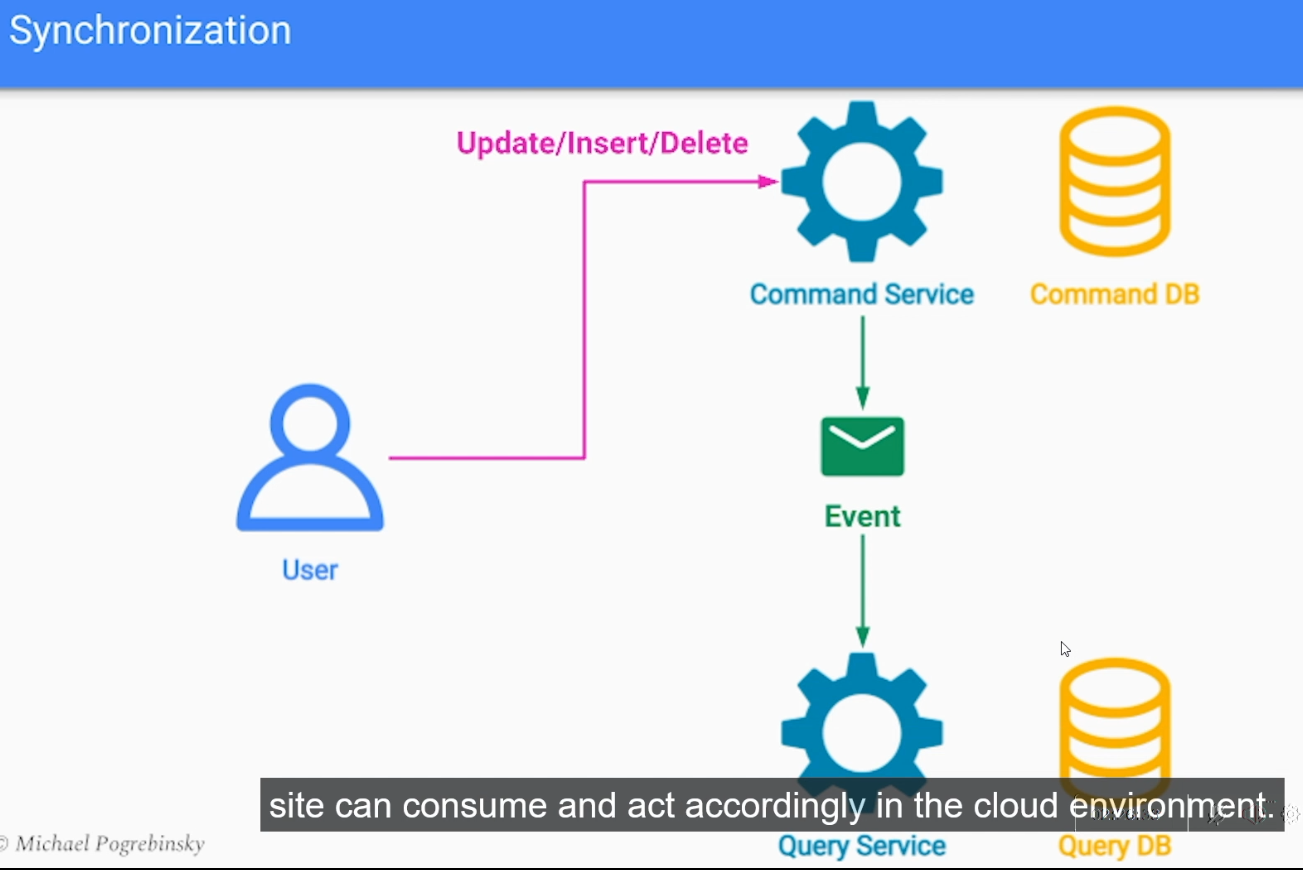 Synchronization
Update/Insert/Delete
Command Service
Command DB
Event
User
site can consume and act accordingly in the cloud environment.
© Michael Pogrebinsky
Query Service
Query DB